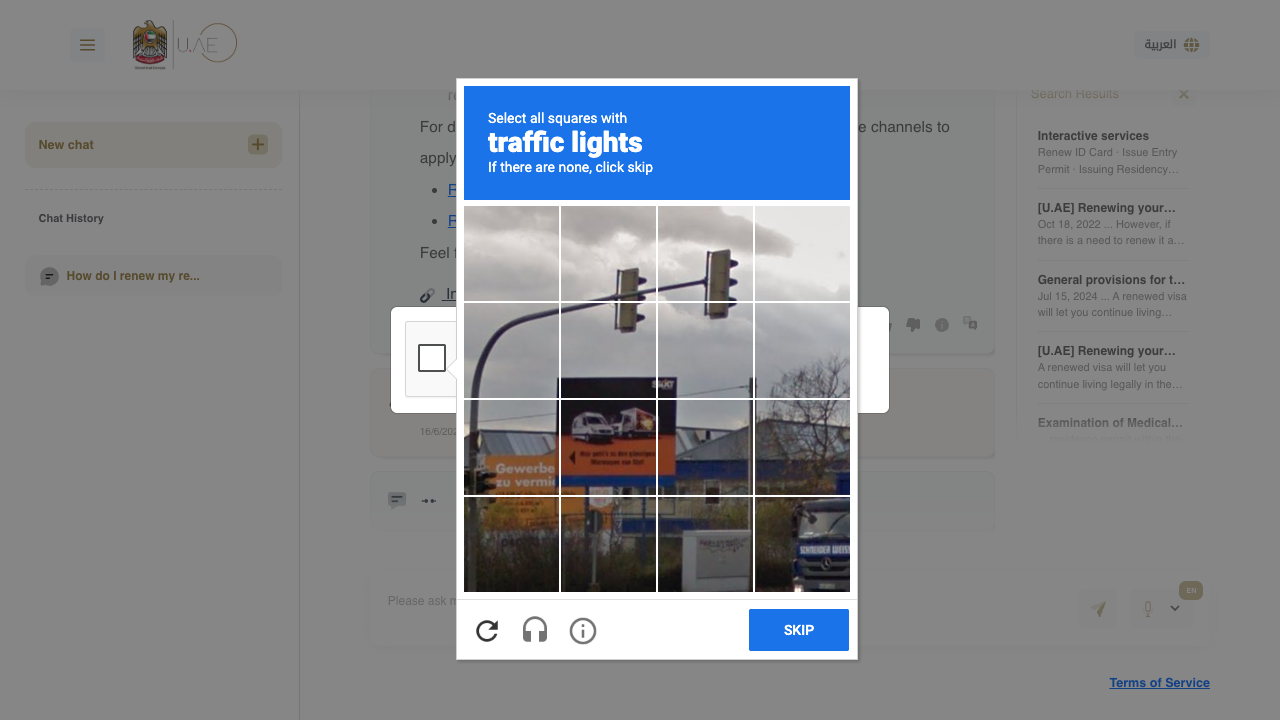 U.AE
العربية
New chat
Chat History
How do I renew my re...
For d
e channels to
apply
R
R
Feel
In
16/6/202
Select all squares with
traffic lights
If there are none, click skip
SIXT
Gewerbe
zu vermi
SKIP
Search Results
Interactive services
Renew ID Card · Issue Entry
Permit · Issuing Residency…
[U.AE] Renewing your…
Oct 18, 2022 ... However, if
there is a need to renew it a…
General provisions for t…
Jul 15, 2024 ... A renewed visa
will let you continue living…
[U.AE] Renewing your…
A renewed visa will let you
continue living legally in the…
Examination of Medical…
Please ask m
EN
Terms of Service